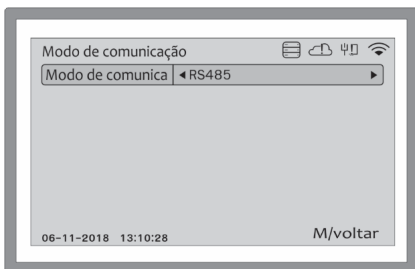 Modo de comunicação
Modo de comunica ◀RS485 ▶
06-11-2018 13:10:28 M/voltar